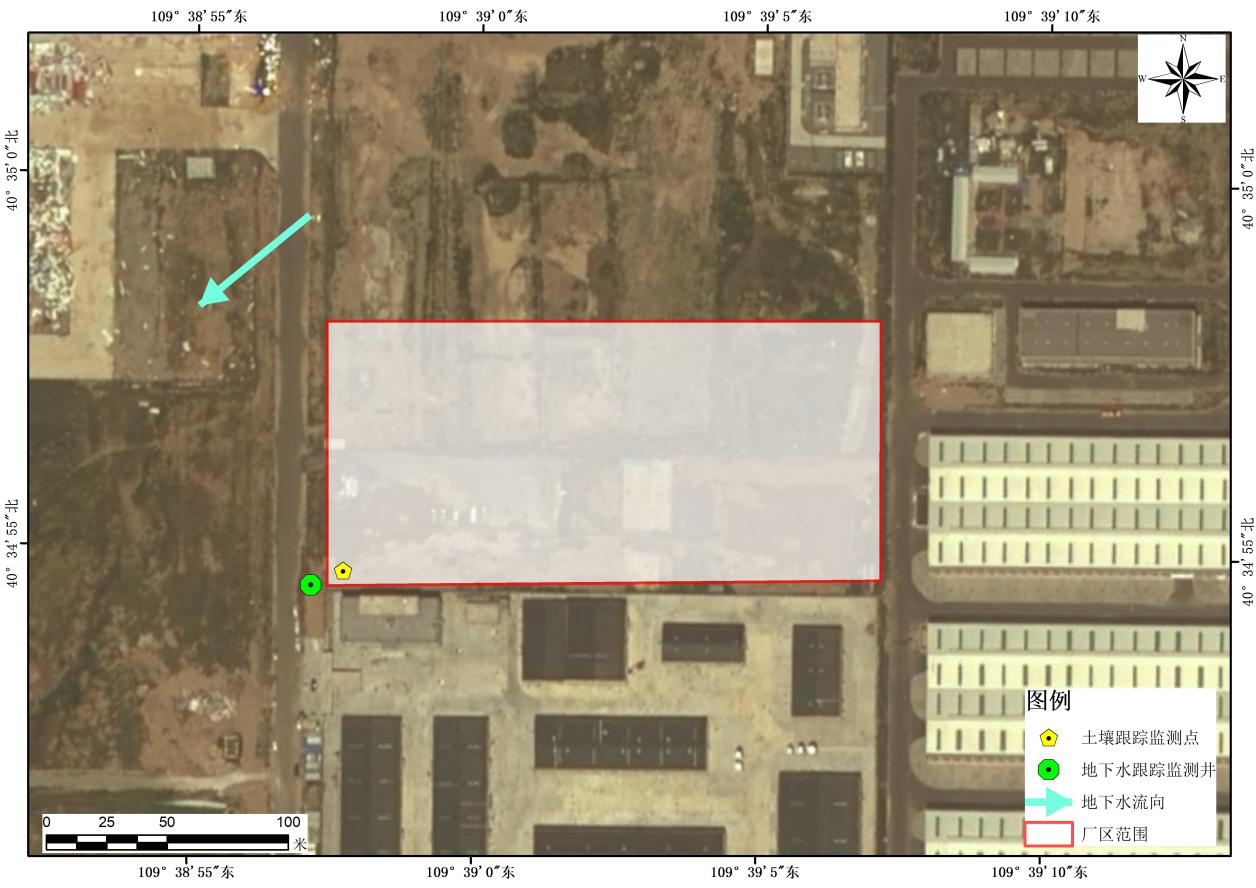 109° 38′ 55″东
109° 39′ 0″东
109° 39′ 5″东
109° 39′ 10″东
N
W
E
S
40° 35′ 0″北
40° 35′ 0″北
40° 34′ 55″北
40° 34′ 55″北
图例
土壤跟踪监测点
地下水跟踪监测井
地下水流向
厂区范围
0 25 50 100
米
109° 38′ 55″东
109° 39′ 0″东
109° 39′ 5″东
109° 39′ 10″东